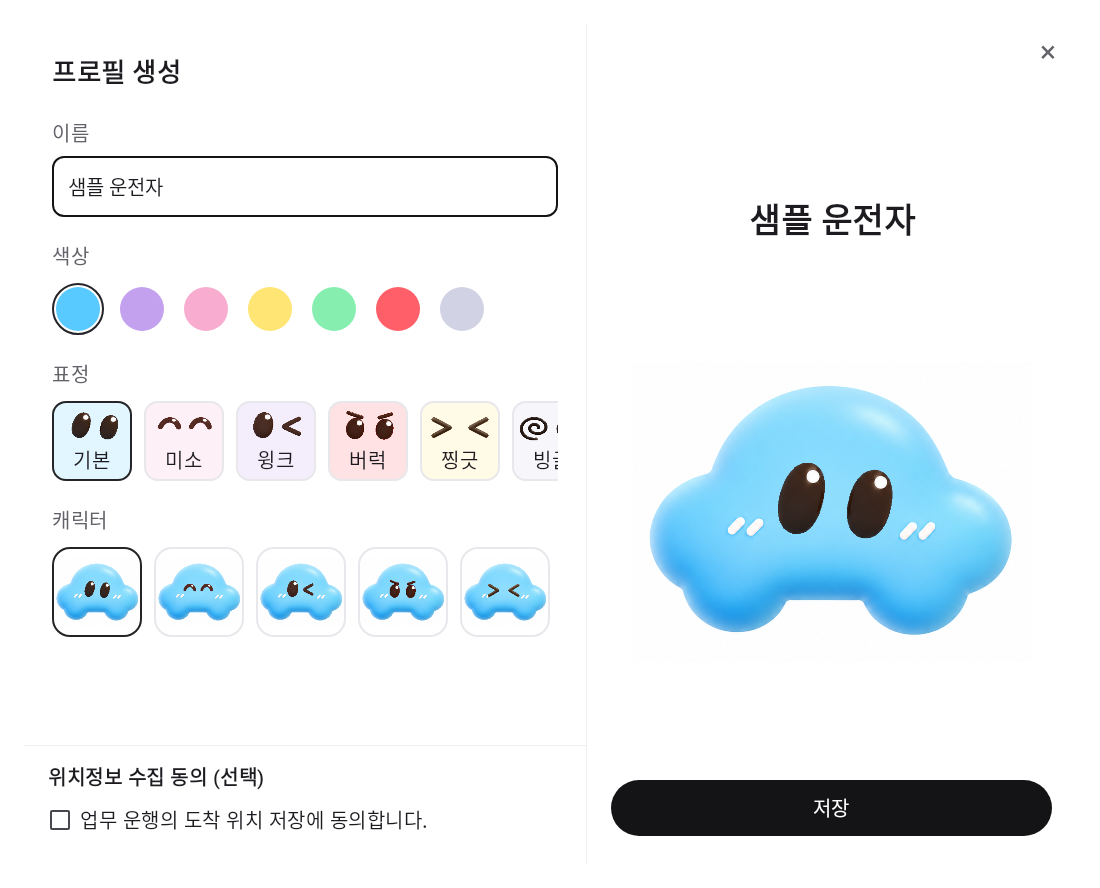 프로필 생성
이름
샘플 운전자
색상
표정
기본
미소
윙크
버럭
찡긋
캐릭터
위치정보 수집 동의 (선택)
업무 운행의 도착 위치 저장에 동의합니다.
×
샘플 운전자
저장